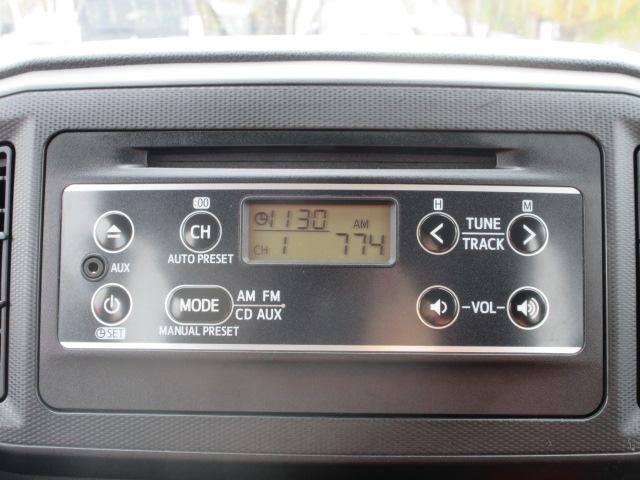 :00
H
M
CH
AUTO PRESET
11:30
AM
CH 1 774
TUNE
TRACK
AUX
SET
MODE
AM FM
CD AUX
MANUAL PRESET
VOL